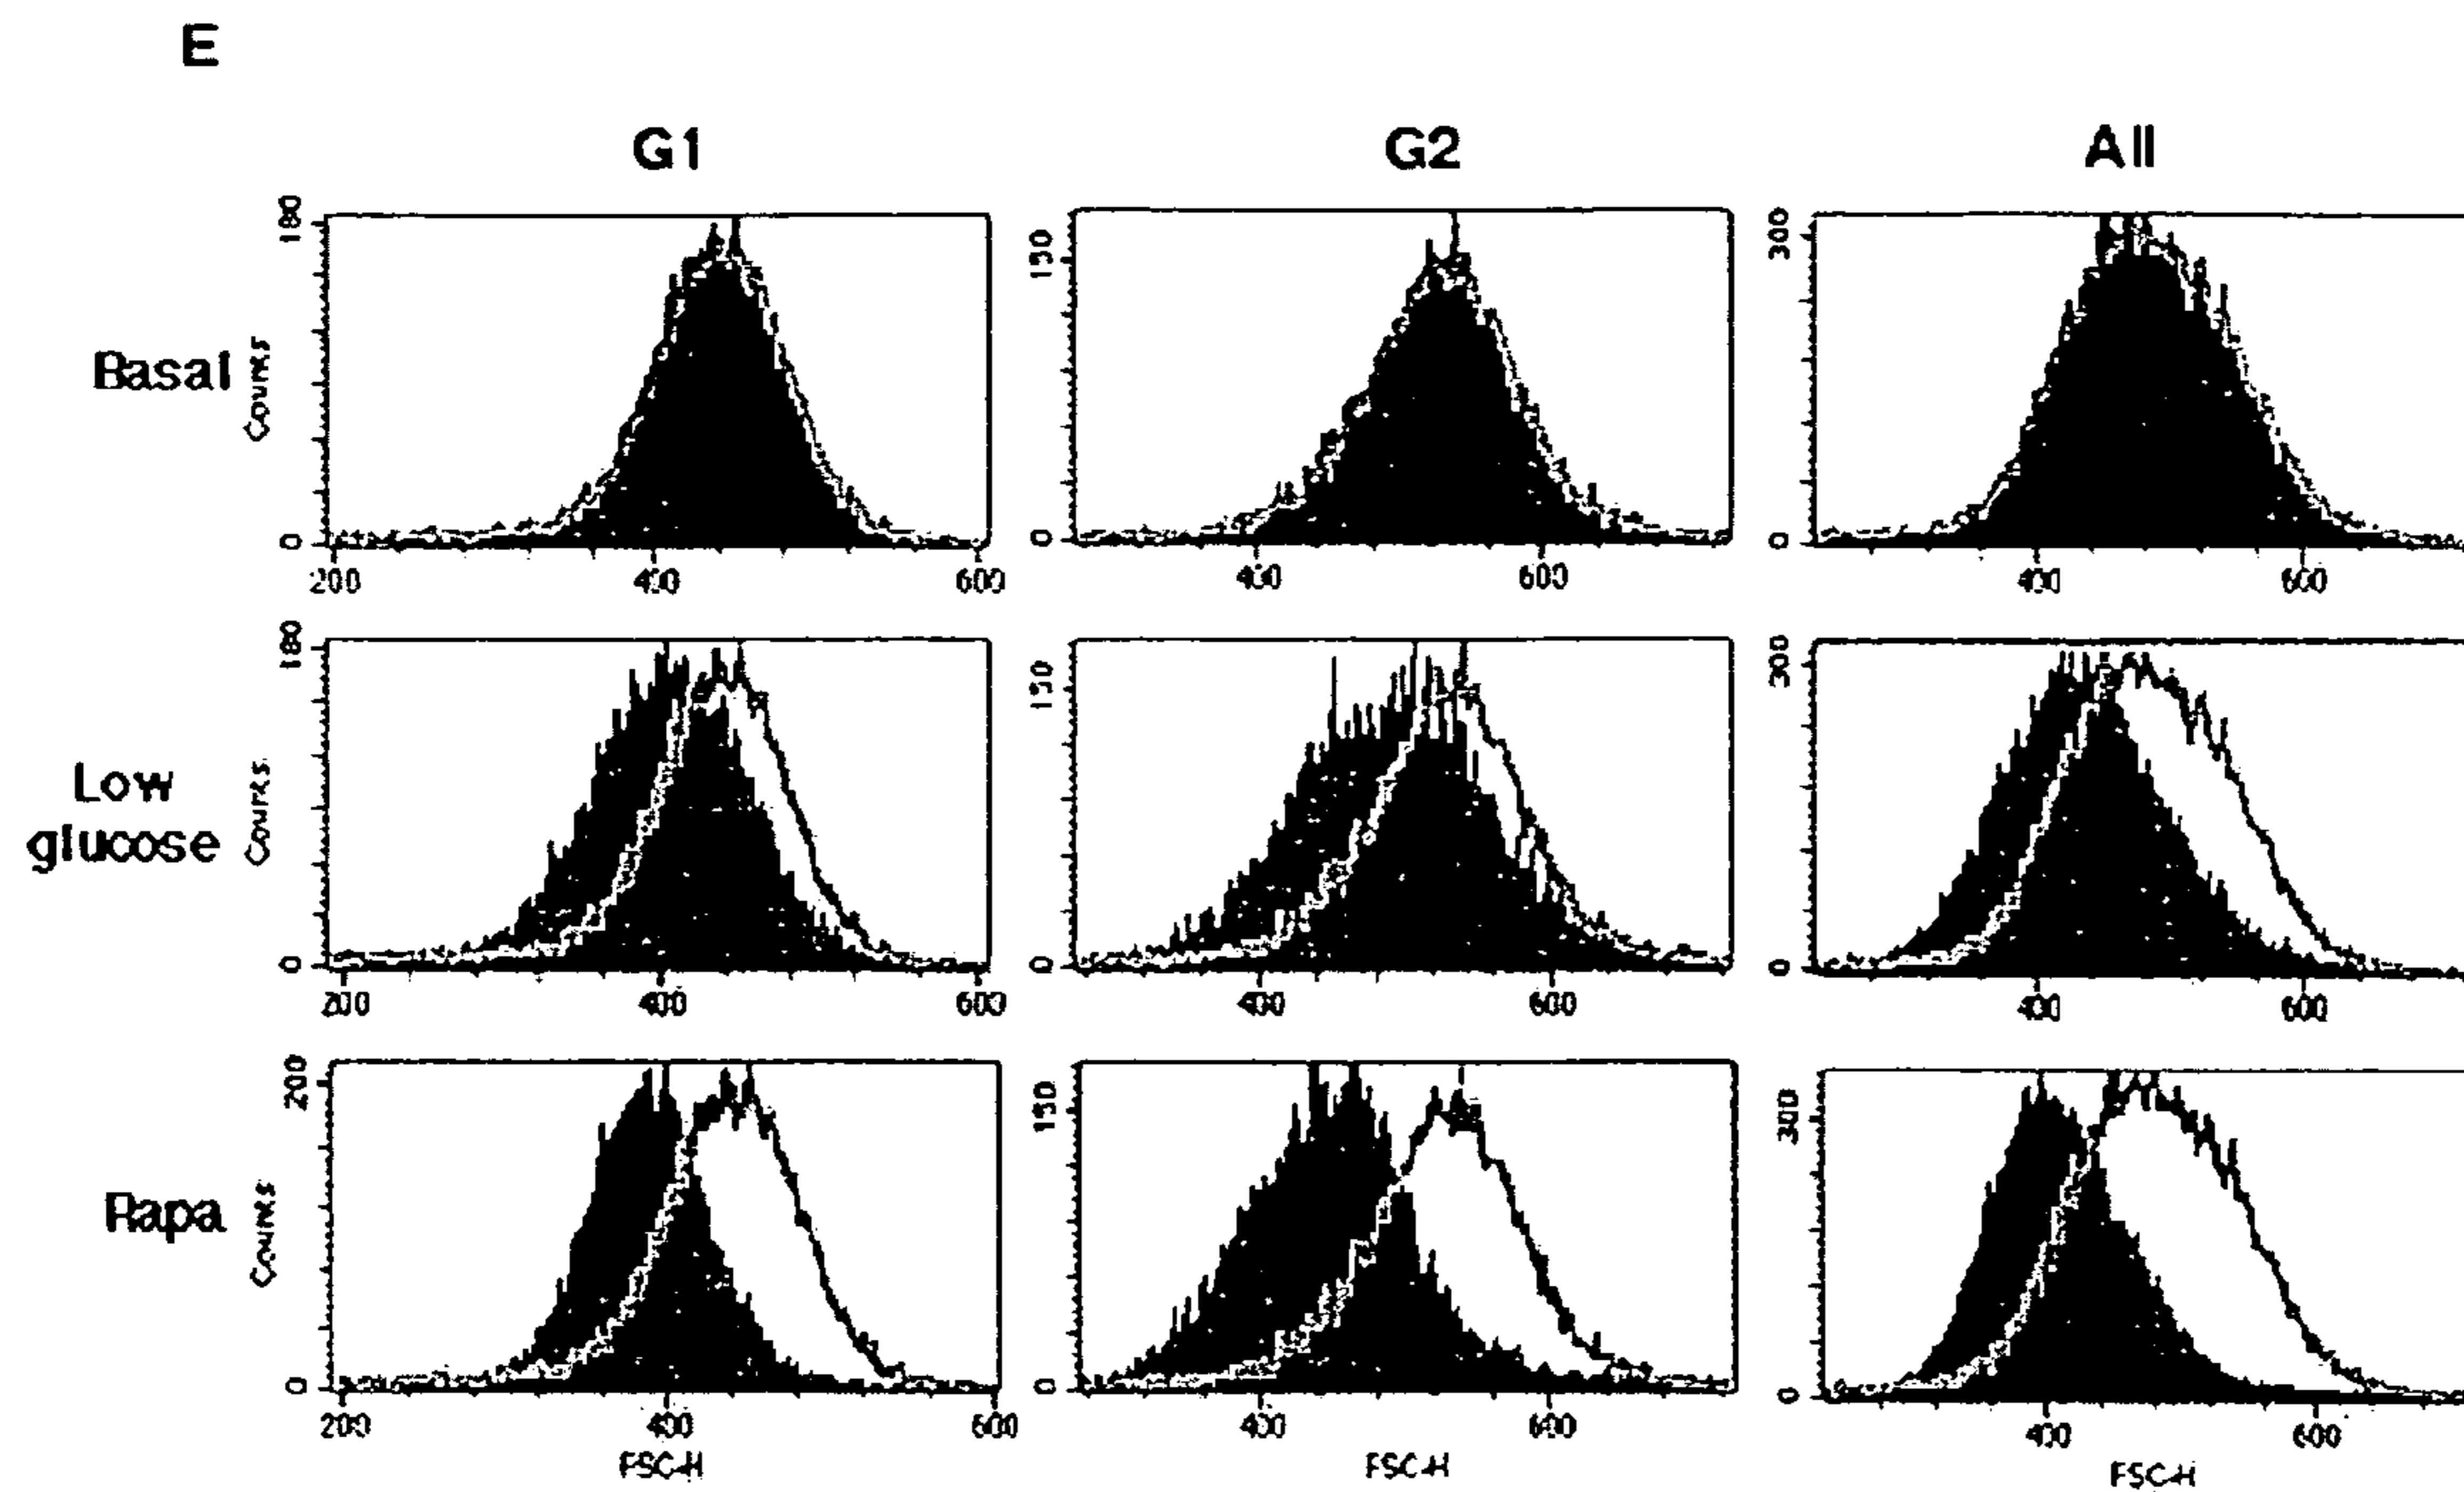 E
G1 G2 All
180 150 300
Basal Counts
0 0 0
200 400 600 400 600 400 600
180 150 300
Low
glucose Counts
0 0 0
200 400 600 400 600 400 600
200 150 300
Rapa Counts
0 0 0
200 400 600 400 600 400 600
FSC-H FSC-H FSC-H